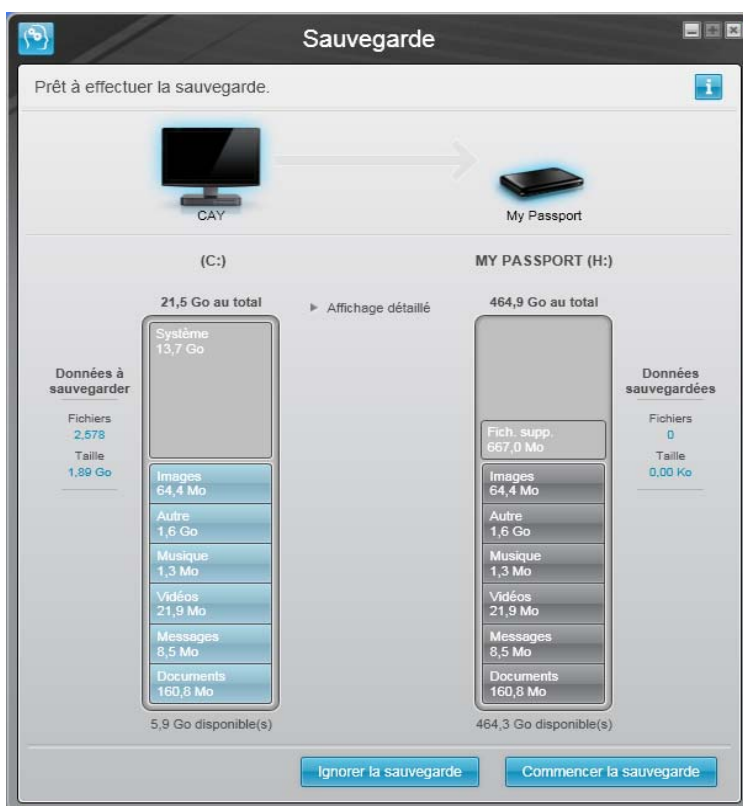 Sauvegarde
Prêt à effectuer la sauvegarde.
CAY
My Passport
(C:)
MY PASSPORT (H:)
21,5 Go au total
Affichage détaillé
464,9 Go au total
Système
13,7 Go
Données à
sauvegarder
Fichiers
2,578
Taille
1,89 Go
Images
64,4 Mo
Autre
1,6 Go
Musique
1,3 Mo
Vidéos
21,9 Mo
Messages
8,5 Mo
Documents
160,8 Mo
5,9 Go disponible(s)
Fich. supp.
667,0 Mo
Images
64,4 Mo
Autre
1,6 Go
Musique
1,3 Mo
Vidéos
21,9 Mo
Messages
8,5 Mo
Documents
160,8 Mo
464,3 Go disponible(s)
Données
sauvegardées
Fichiers
0
Taille
0,00 Ko
Ignorer la sauvegarde
Commencer la sauvegarde